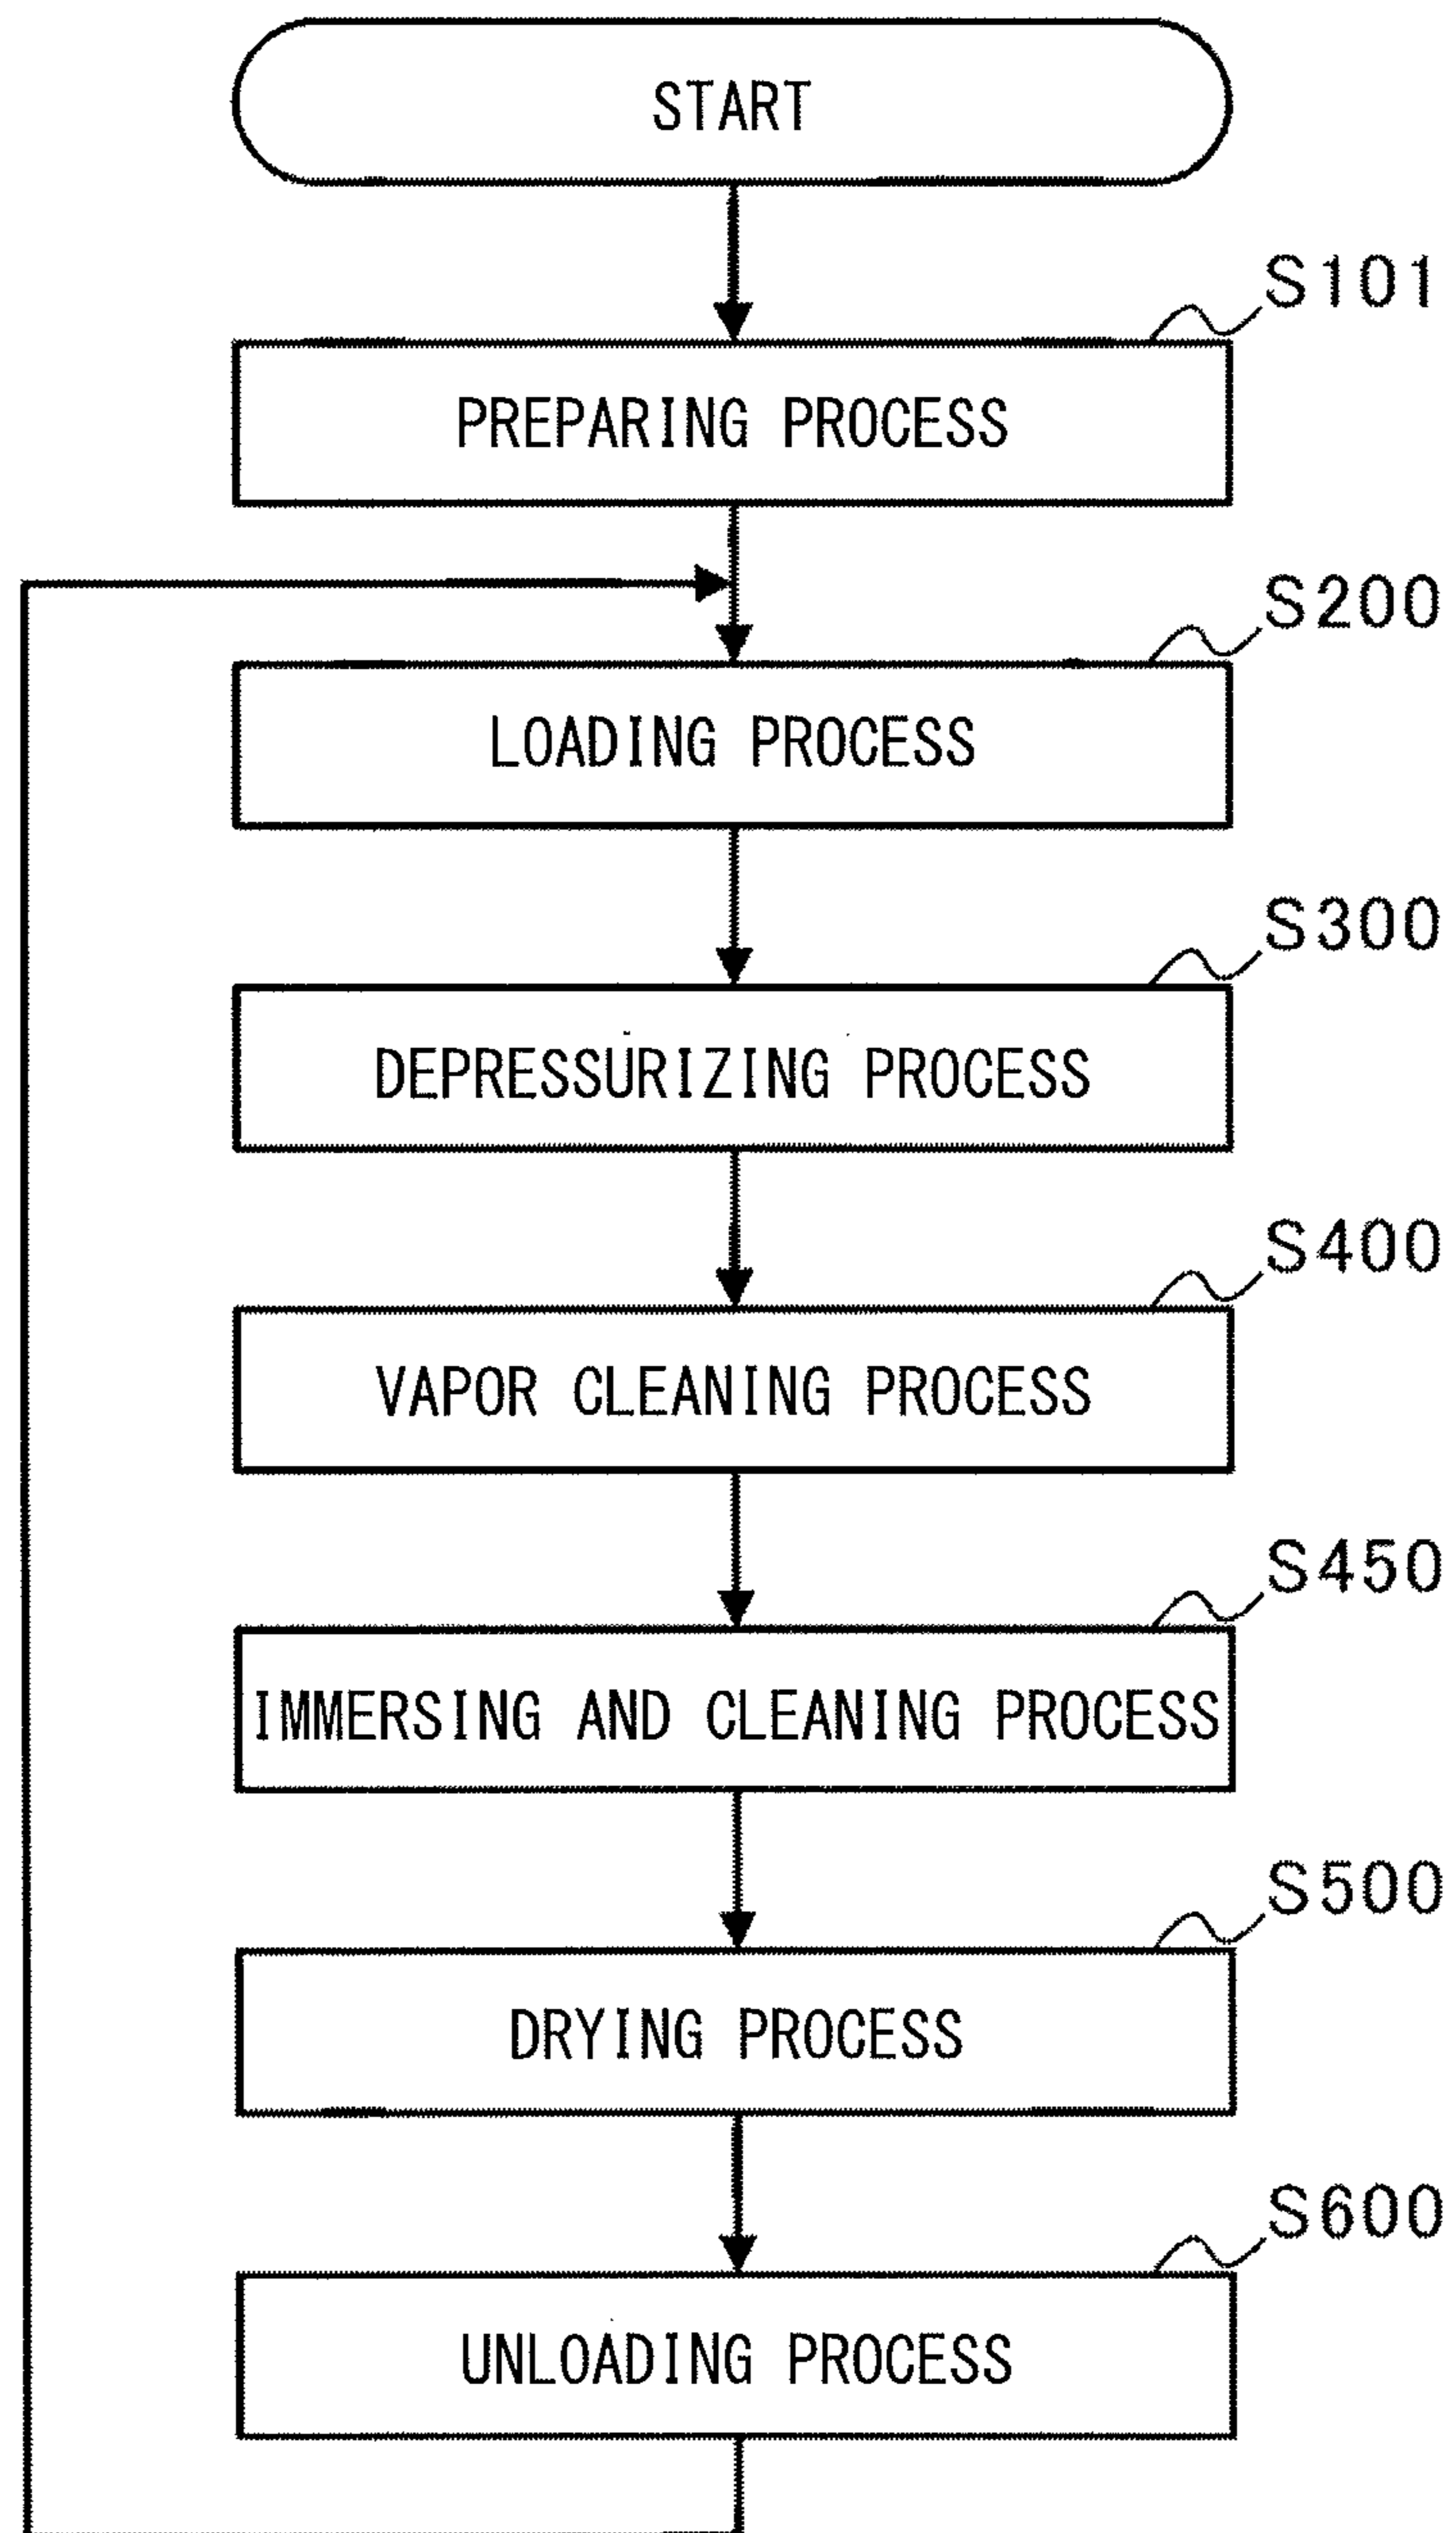 START
S101
PREPARING PROCESS
S200
LOADING PROCESS
S300
DEPRESSURIZING PROCESS
S400
VAPOR CLEANING PROCESS
S450
IMMERSING AND CLEANING PROCESS
S500
DRYING PROCESS
S600
UNLOADING PROCESS